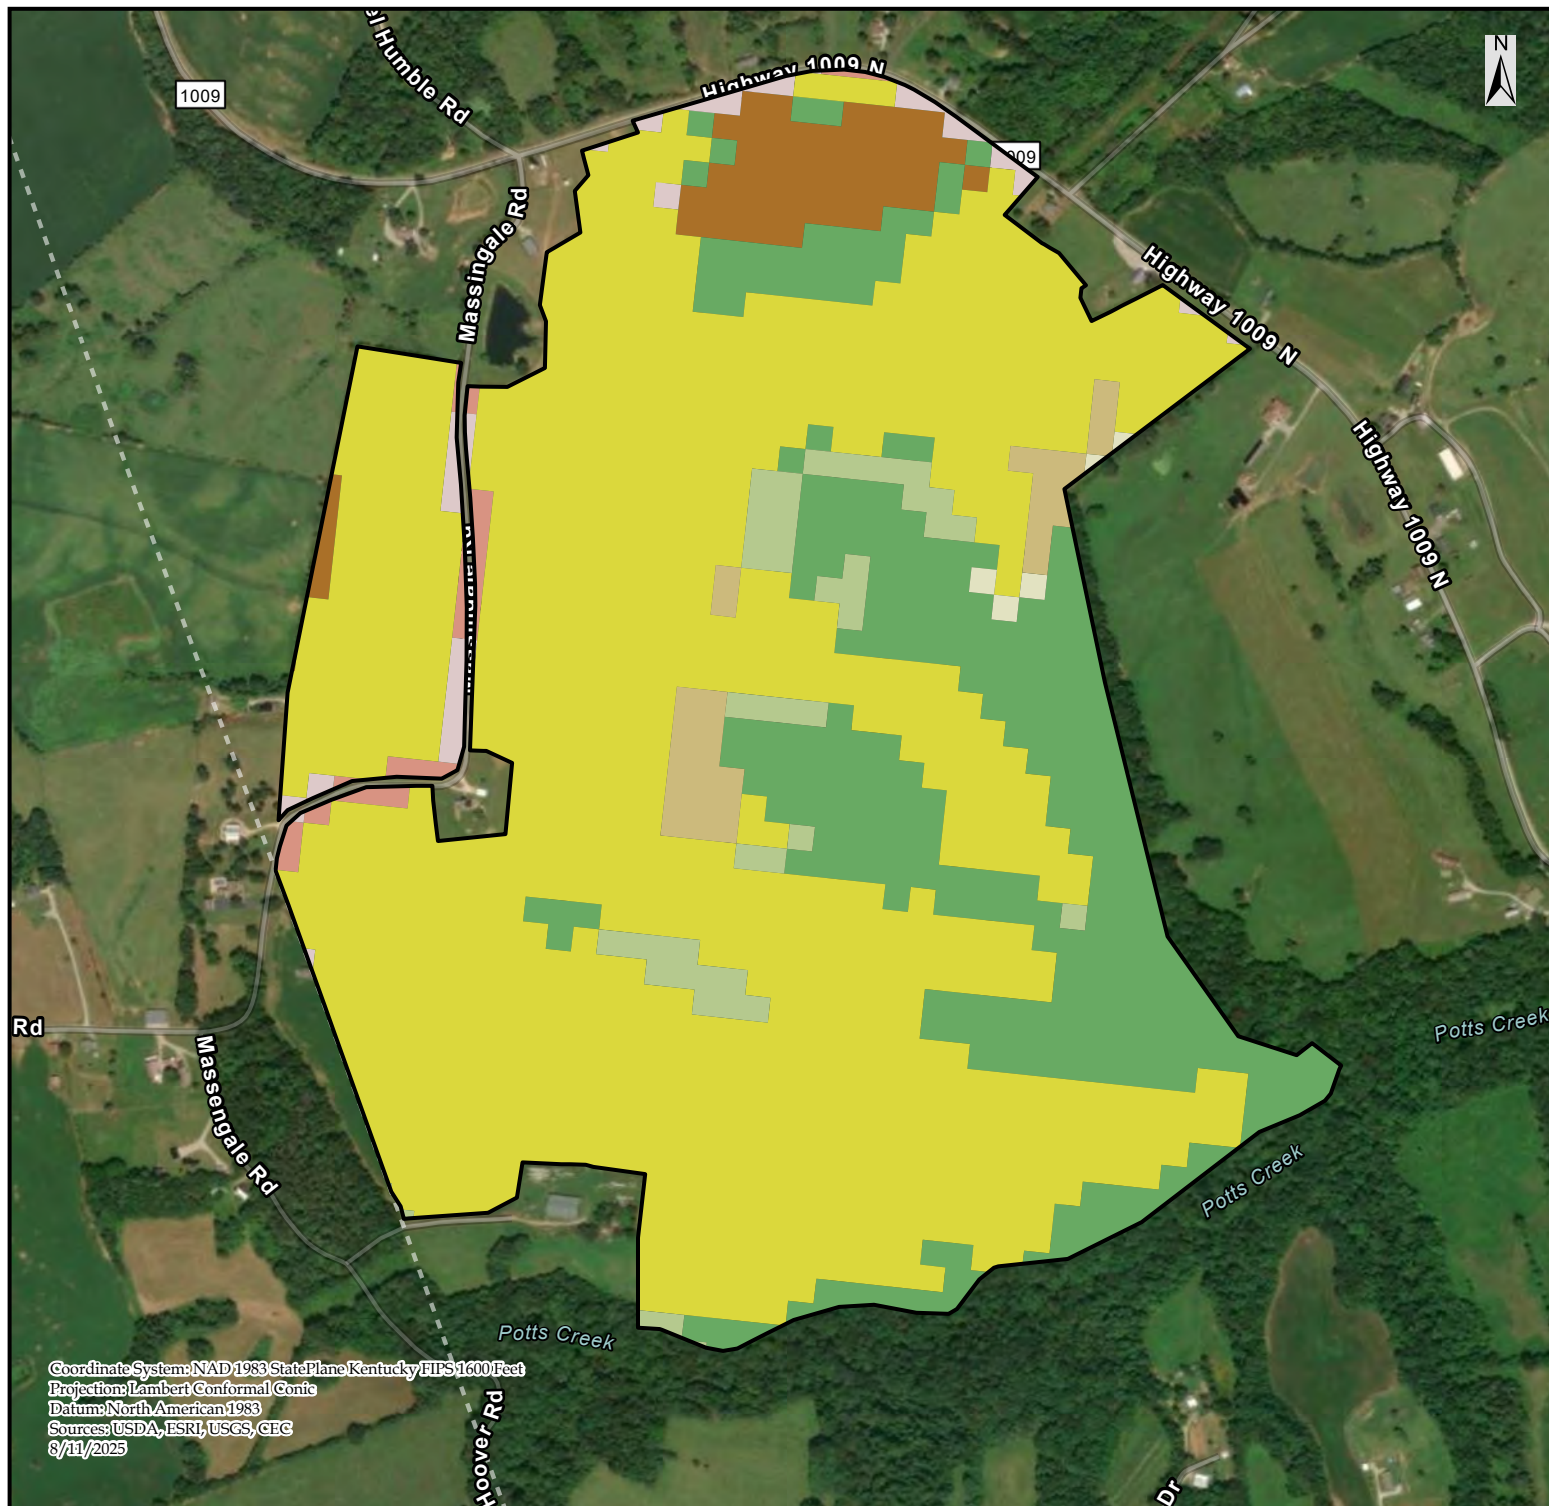 N
el Humble Rd
Highway 1009 N
1009
009
Massingale Rd
Highway 1009 N
Highway 1009 N
Rd
Potts Creek
Massengale Rd
Potts Creek
Potts Creek
Coordinate System: NAD 1983 StatePlane Kentucky FIPS 1600 Feet
Projection: Lambert Conformal Conic
Datum: North American 1983
Sources: USDA, ESRI, USGS, CEC
8/11/2025
Hoover Rd
Dr